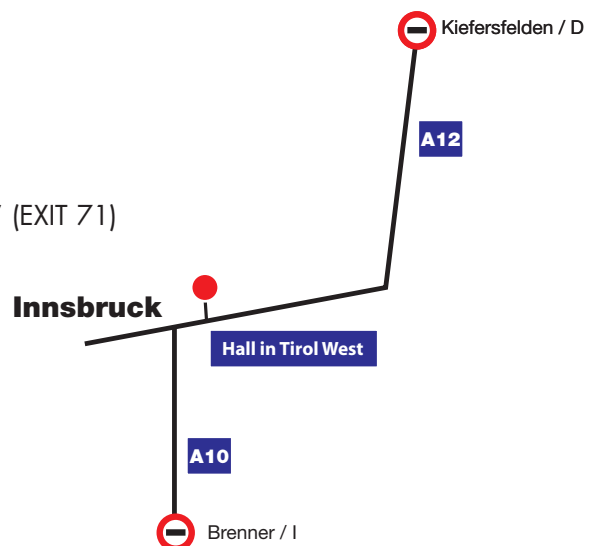 Kiefersfelden / D
A12
(EXIT 71)
Innsbruck
Hall in Tirol West
A10
Brenner / I